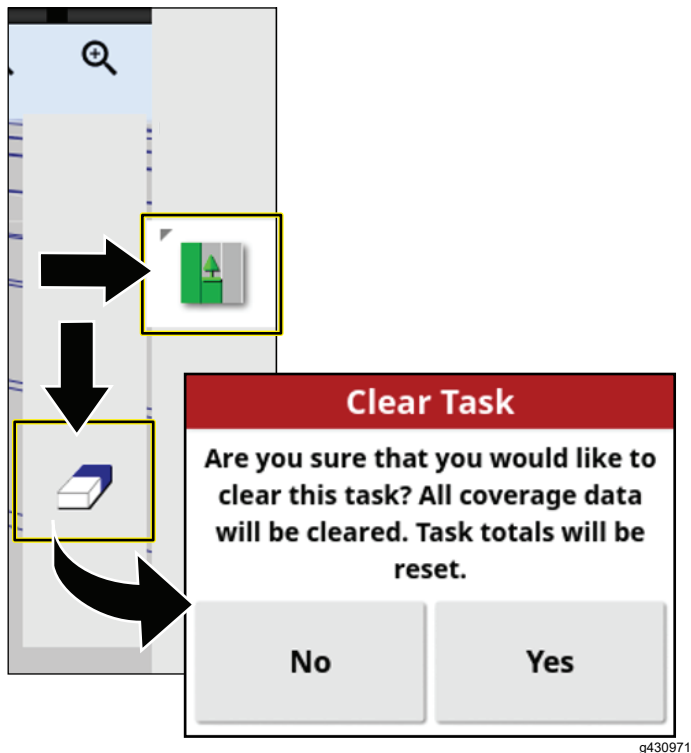 Clear Task
Are you sure that you would like to
clear this task? All coverage data
will be cleared. Task totals will be
reset.
No
Yes
g430971